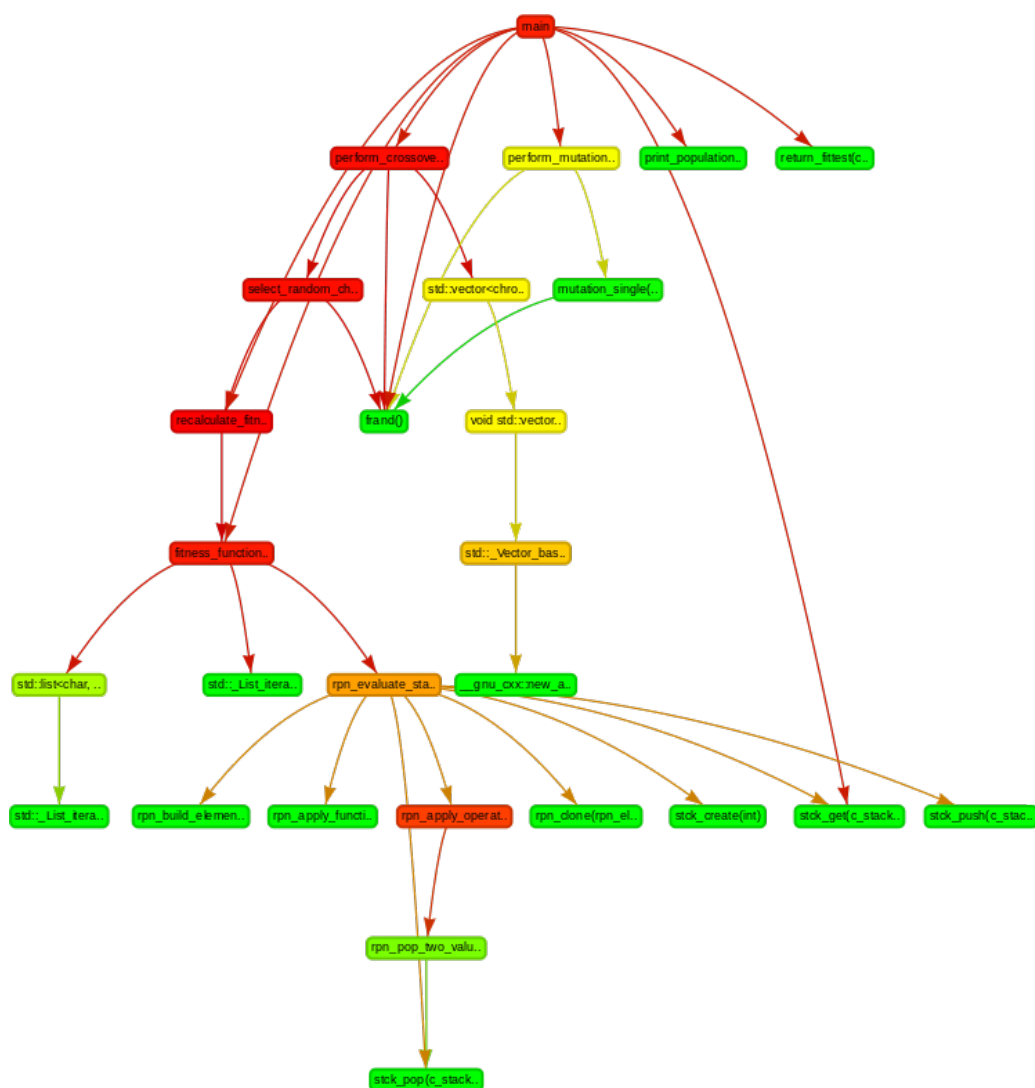 main
perform_crossove..
perform_mutation..
print_population..
return_fittest(c..
select_random_ch..
std::vector<chro..
mutation_single(..
recalculate_fitn..
frand()
void std::vector..
fitness_function..
std::_Vector_bas..
std::list<char, ..
std::_List_itera..
rpn_evaluate_sta..
__gnu_cxx::new_a..
std::_List_itera..
rpn_build_elemen..
rpn_apply_functi..
rpn_apply_operat..
rpn_clone(rpn_el..
stck_create(int)
stck_get(c_stack..
stck_push(c_stac..
rpn_pop_two_valu..
stck_pop(c_stack..